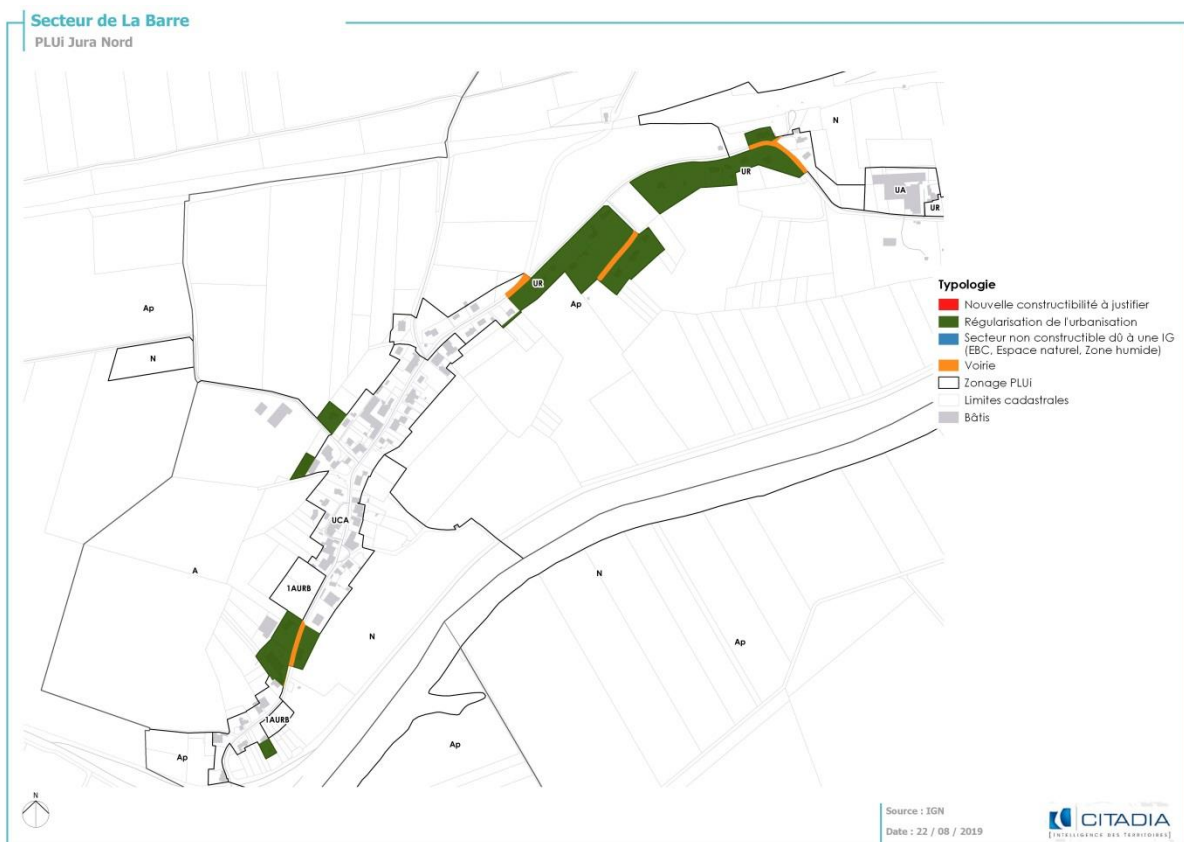 Secteur de La Barre
PLUi Jura Nord
N
UA
UR
UR
UR
Ap
Ap
N
Typologie
Nouvelle constructibilité à justifier
Régularisation de l'urbanisation
Secteur non constructible dû à une IG
(EBC, Espace naturel, Zone humide)
Voirie
Zonage PLUi
Limites cadastrales
Bâtis
UCA
A
1AURB
N
N
Ap
1AURB
Ap
Ap
N
Source : IGN
Date : 22 / 08 / 2019
CITADIA
[INTELLIGENCE DES TERRITOIRES]